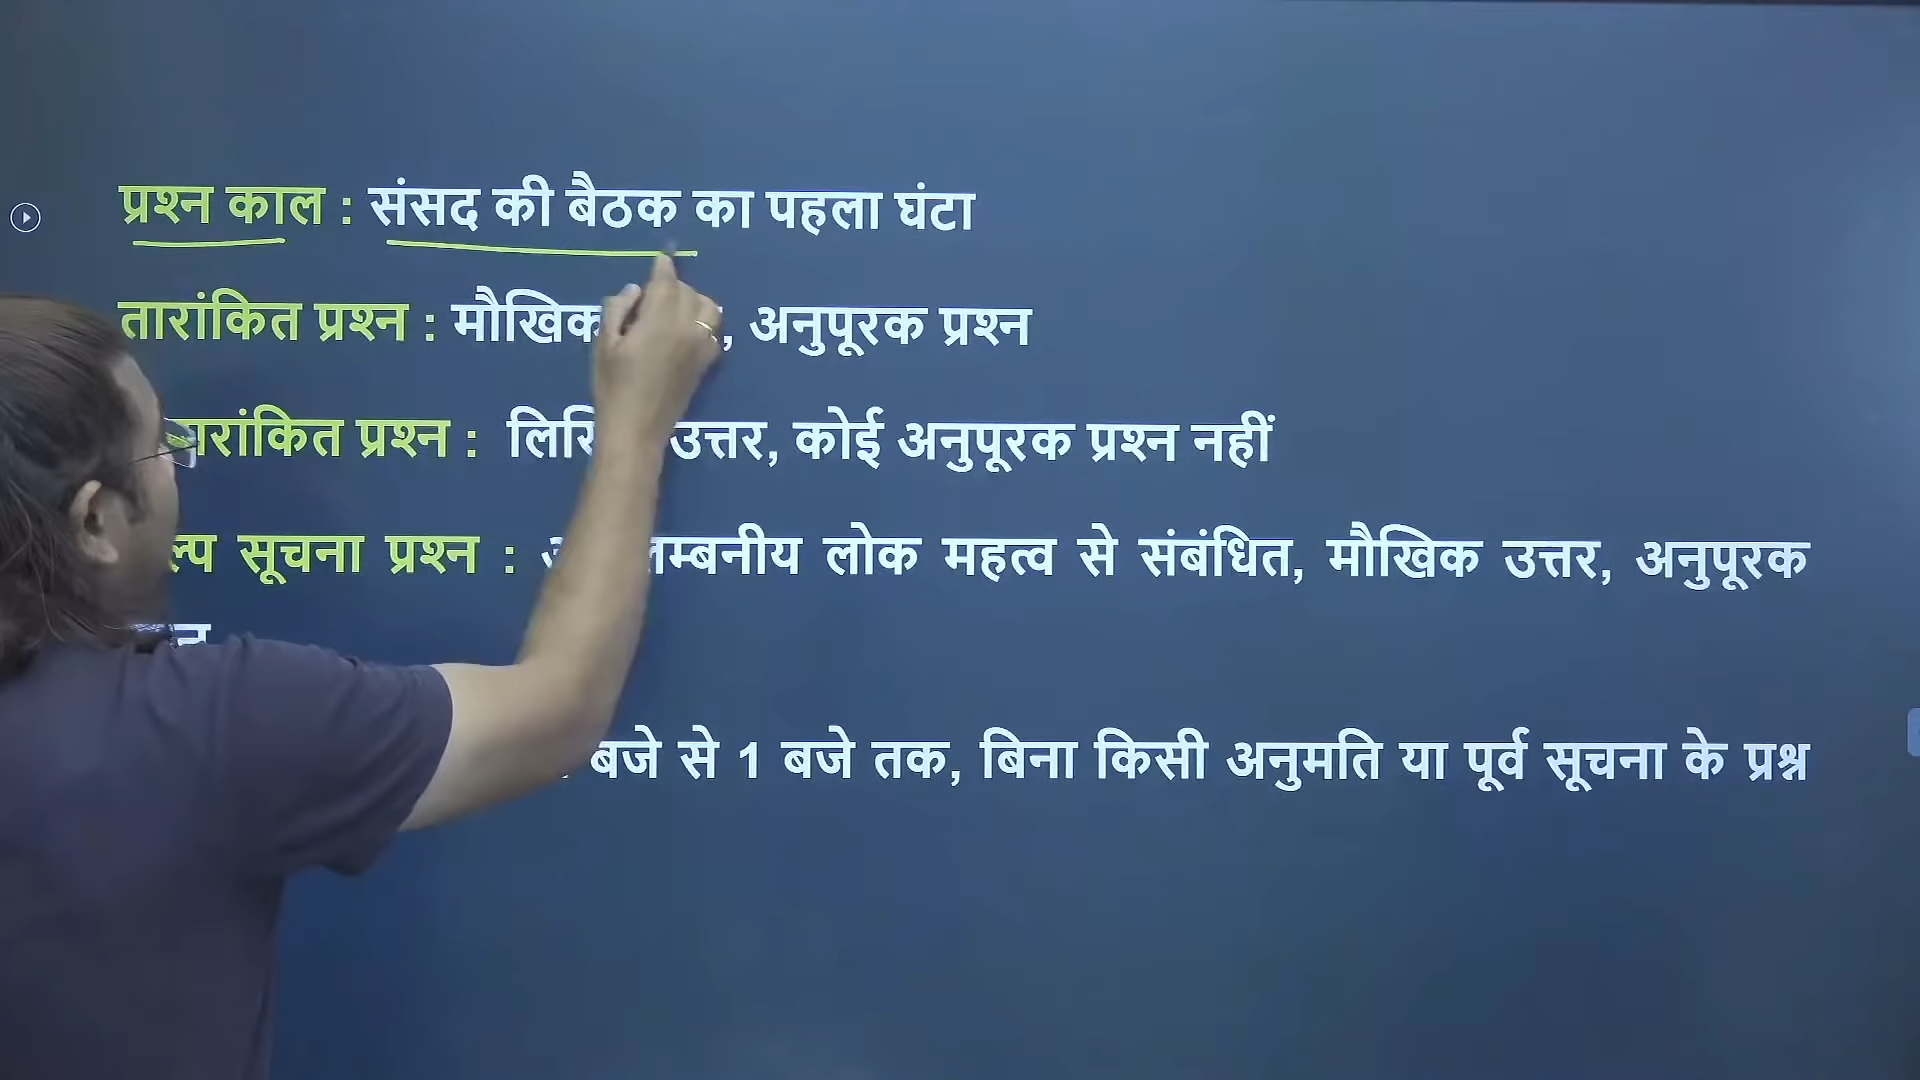 प्रश्न काल : संसद की बैठक का पहला घंटा
तारांकित प्रश्न : अनुपूरक प्रश्न
प्रश्न : उत्तर, कोई अनुपूरक प्रश्न नहीं
सूचना प्रश्न : लोक महत्व से संबंधित, मौखिक उत्तर, अनुपूरक
बजे से 1 बजे तक, बिना किसी अनुमति या पूर्व सूचना के प्रश्न